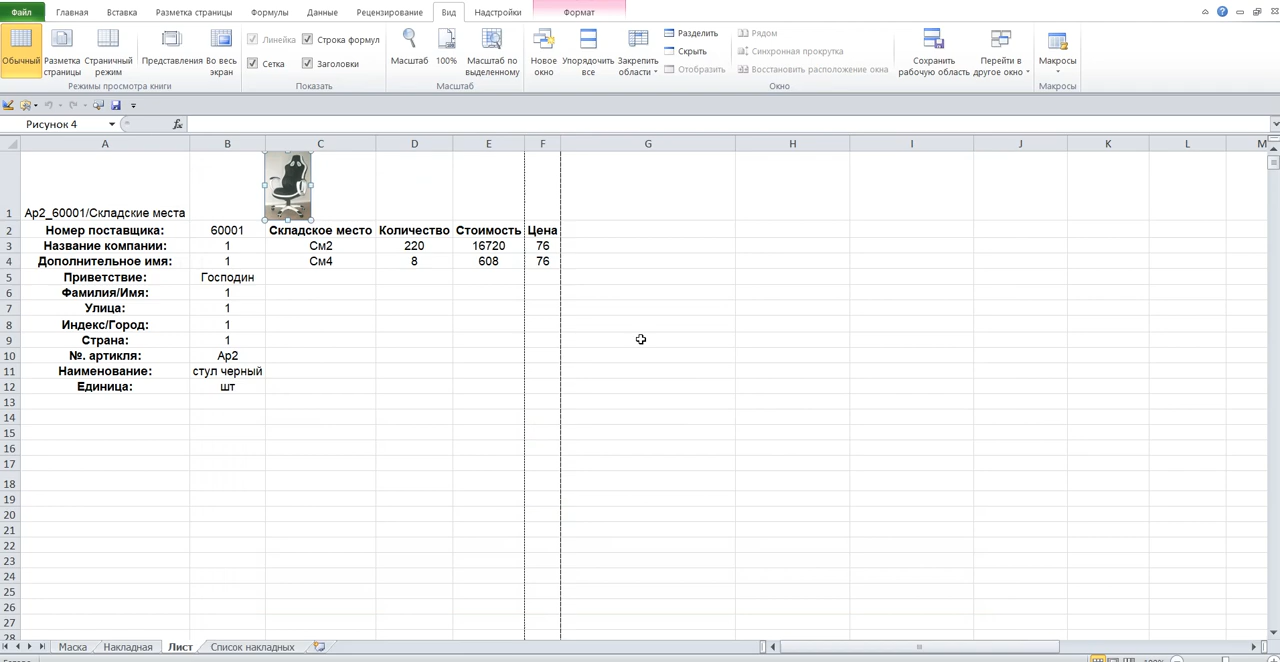 Файл Главная Вставка Разметка страницы Формулы Данные Рецензирование Вид Надстройки Формат
Обычный Разметка страницы Страничный режим Представления Во весь экран
Режимы просмотра книги
Линейка Строка формул
Сетка Заголовки
Показать
Масштаб 100% Масштаб по выделенному
Масштаб
Новое окно Упорядочить все Закрепить области
Разделить
Скрыть
Отобразить
Рядом
Синхронная прокрутка
Восстановить расположение окна
Окно
Сохранить рабочую область Перейти в другое окно
Макросы
Макросы
Рисунок 4 fx
A B C D E F G H I J K L M
1 Ар2_60001/Складские места
2 Номер поставщика: 60001 Складское место Количество Стоимость Цена
3 Название компании: 1 См2 220 16720 76
4 Дополнительное имя: 1 См4 8 608 76
5 Приветствие: Господин
6 Фамилия/Имя: 1
7 Улица: 1
8 Индекс/Город: 1
9 Страна: 1
10 №. артикля: Ар2
11 Наименование: стул черный
12 Единица: шт
13
14
15
16
17
18
19
20
21
22
23
24
25
26
27
28
Маска Накладная Лист Список накладных